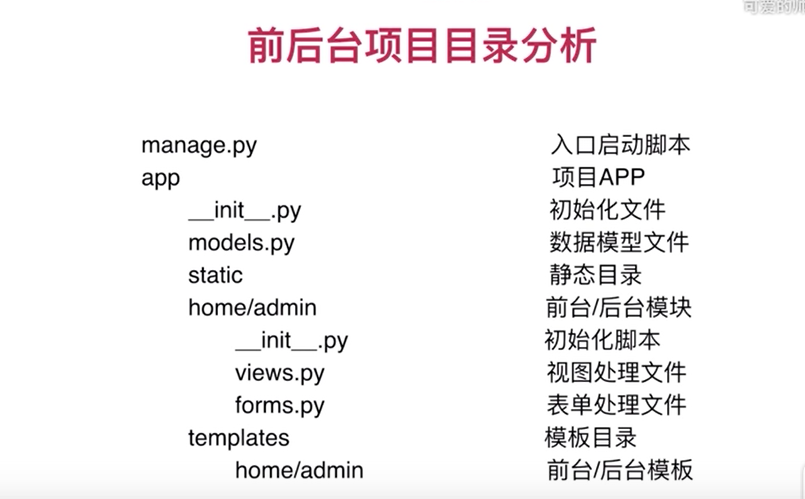 可爱的
前后台项目目录分析
manage.py 入口启动脚本
app 项目APP
__init__.py 初始化文件
models.py 数据模型文件
static 静态目录
home/admin 前台/后台模块
__init__.py 初始化脚本
views.py 视图处理文件
forms.py 表单处理文件
templates 模板目录
home/admin 前台/后台模板